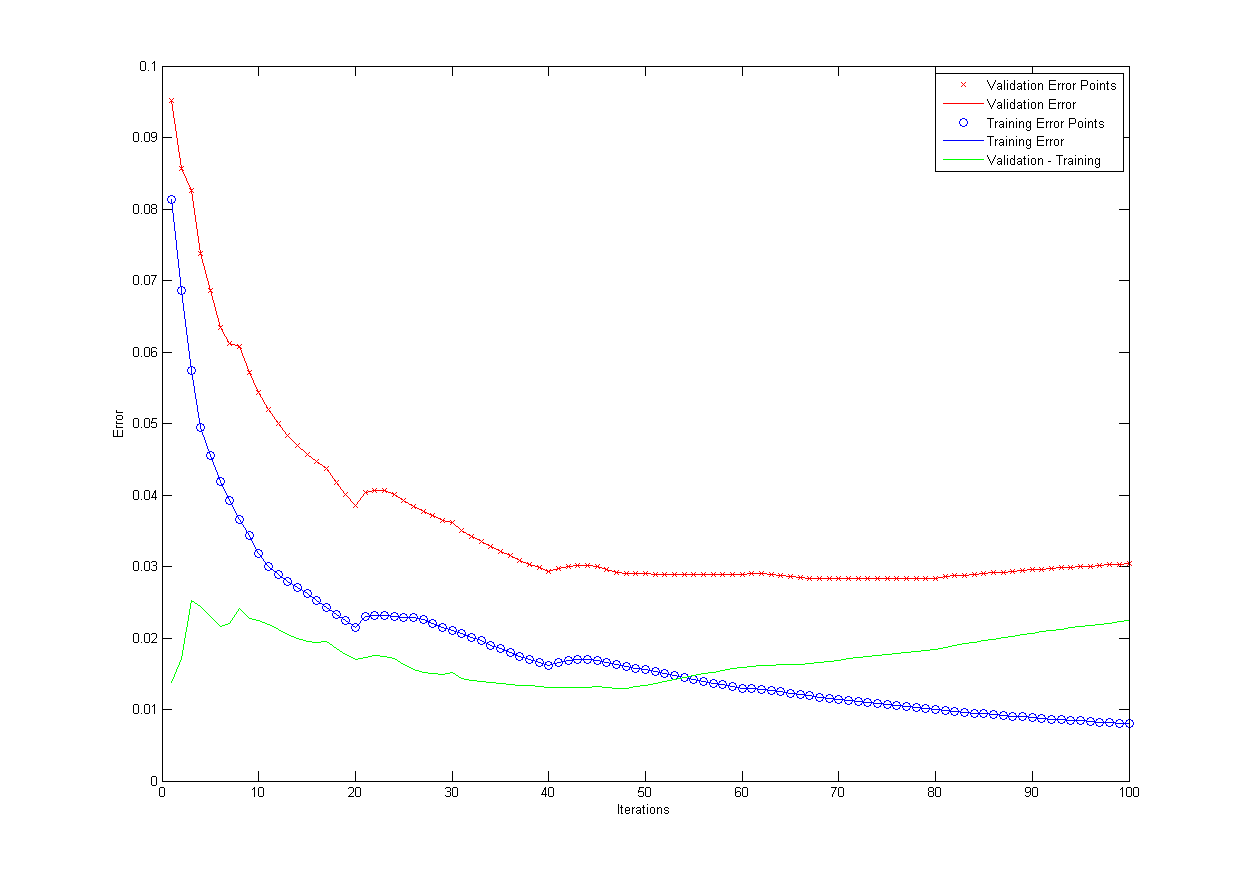 0.1
0.09
0.08
0.07
0.06
0.05
0.04
0.03
0.02
0.01
0
Error
0 10 20 30 40 50 60 70 80 90 100
Iterations
Validation Error Points
Validation Error
Training Error Points
Training Error
Validation - Training